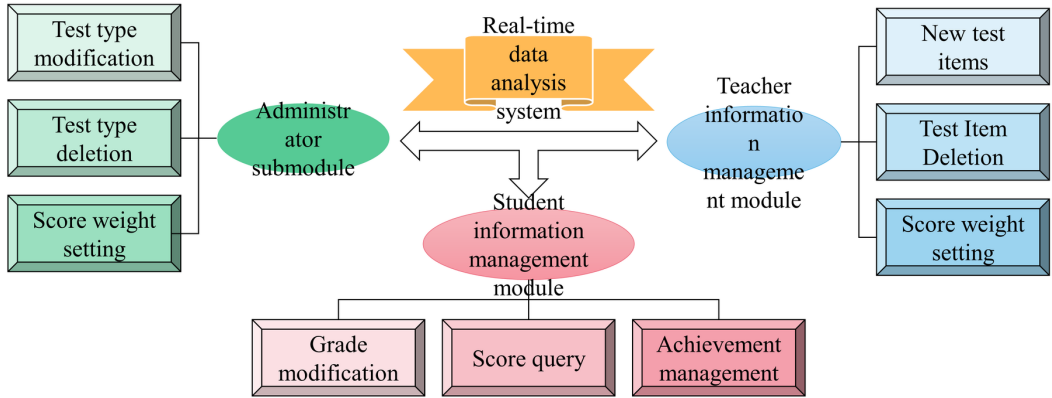 Test type
modification
Test type
deletion
Score weight
setting
Administr
ator
submodule
Real-time
data
analysis
system
Teacher
informatio
n
manageme
nt module
New test
items
Test Item
Deletion
Score weight
setting
Student
information
management
module
Grade
modification
Score query
Achievement
management